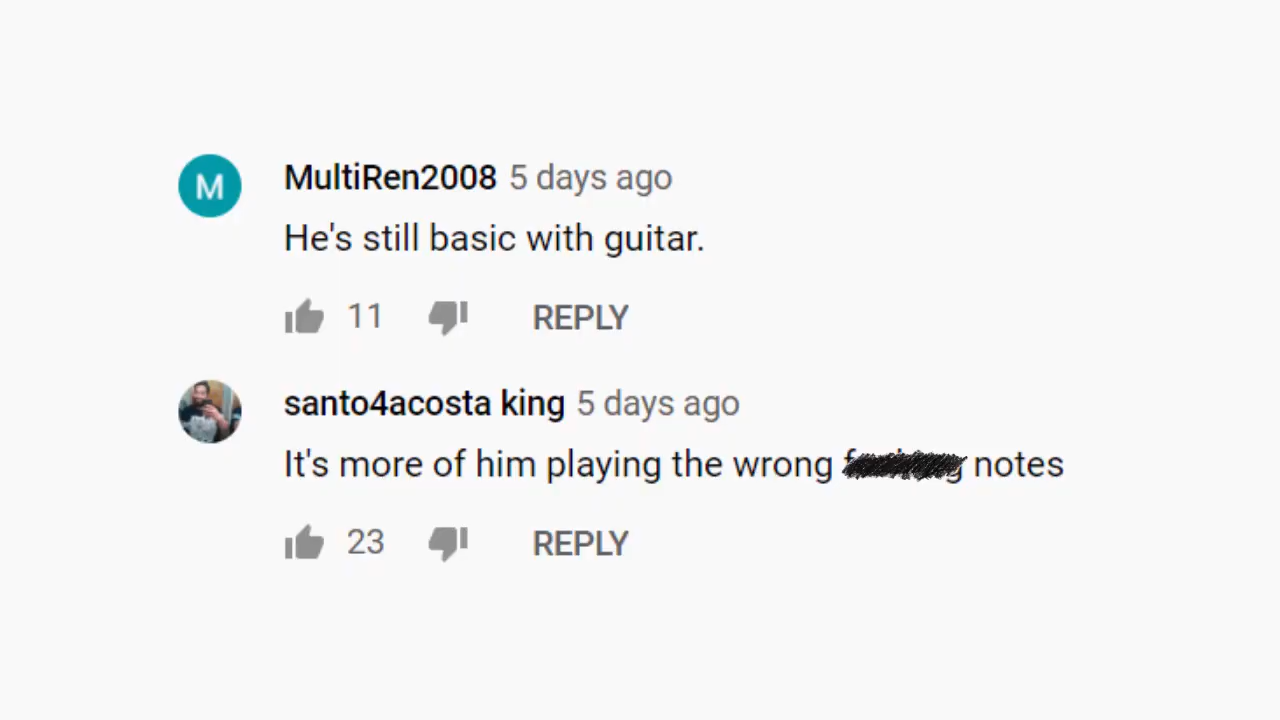 M
MultiRen2008 5 days ago
He's still basic with guitar.
11 REPLY
santo4acosta king 5 days ago
It's more of him playing the wrong notes
23 REPLY